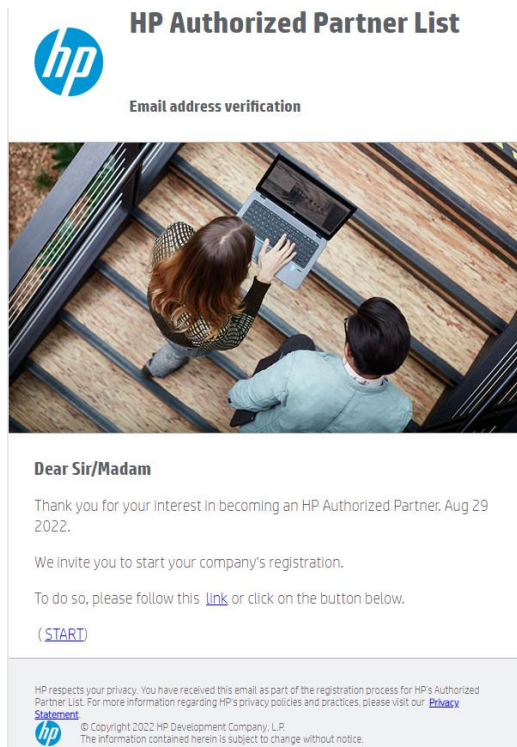 HP Authorized Partner List
hp
Email address verification
Dear Sir/Madam
Thank you for your interest in becoming an HP Authorized Partner. Aug 29
2022.
We invite you to start your company's registration.
To do so, please follow this link or click on the button below.
( START)
HP respects your privacy. You have received this email as part of the registration process for HP's Authorized
Partner List. For more information regarding HP's privacy policies and practices, please visit our Privacy
Statement.
hp
© Copyright 2022 HP Development Company, L.P.
The information contained herein is subject to change without notice.